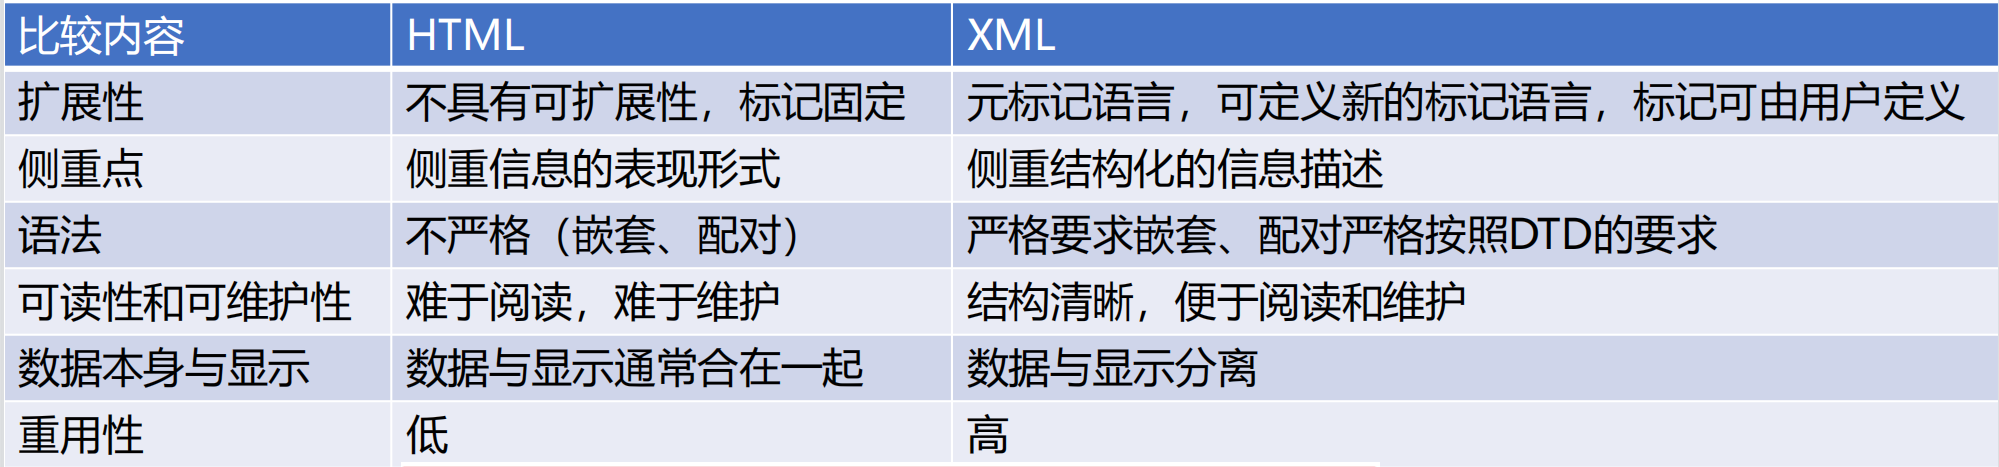 比较内容 HTML XML
扩展性 不具有可扩展性，标记固定 元标记语言，可定义新的标记语言，标记可由用户定义
侧重点 侧重信息的表现形式 侧重结构化的信息描述
语法 不严格（嵌套、配对） 严格要求嵌套、配对严格按照DTD的要求
可读性和可维护性 难于阅读，难于维护 结构清晰，便于阅读和维护
数据本身与显示 数据与显示通常合在一起 数据与显示分离
重用性 低 高